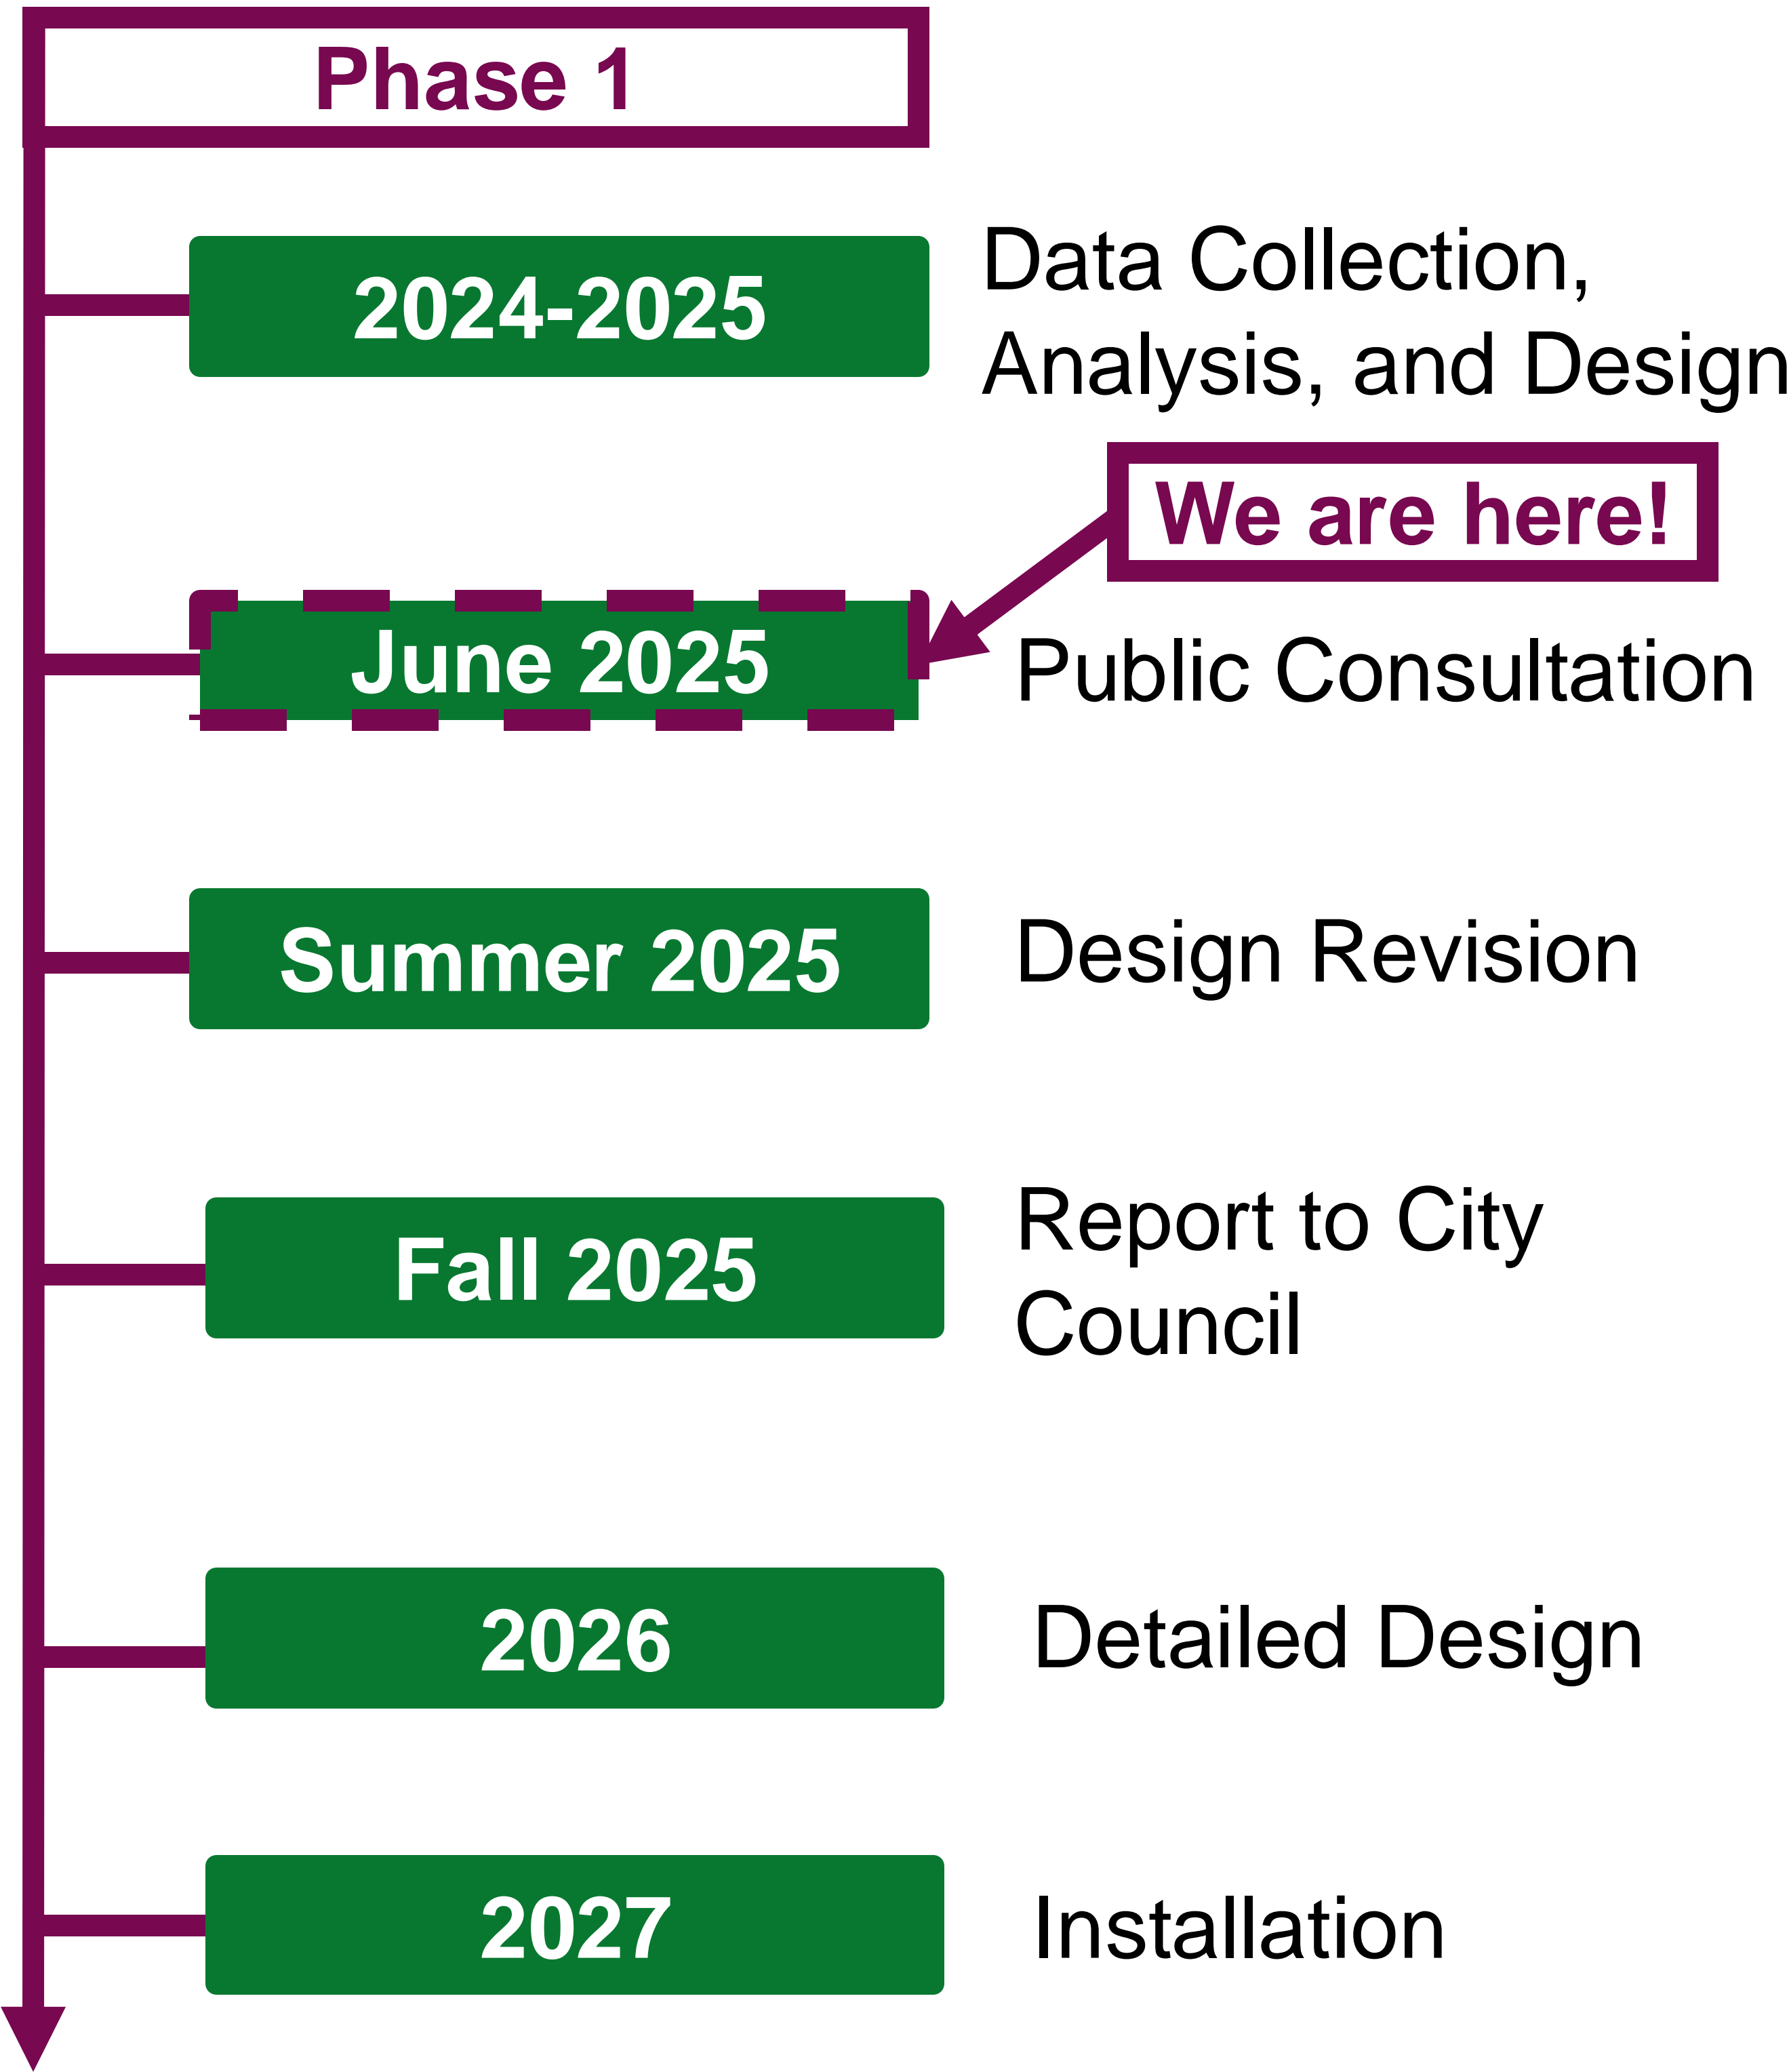 Phase 1
2024-2025
Data Collection,
Analysis, and Design
We are here!
June 2025
Public Consultation
Summer 2025
Design Revision
Fall 2025
Report to City
Council
2026
Detailed Design
2027
Installation